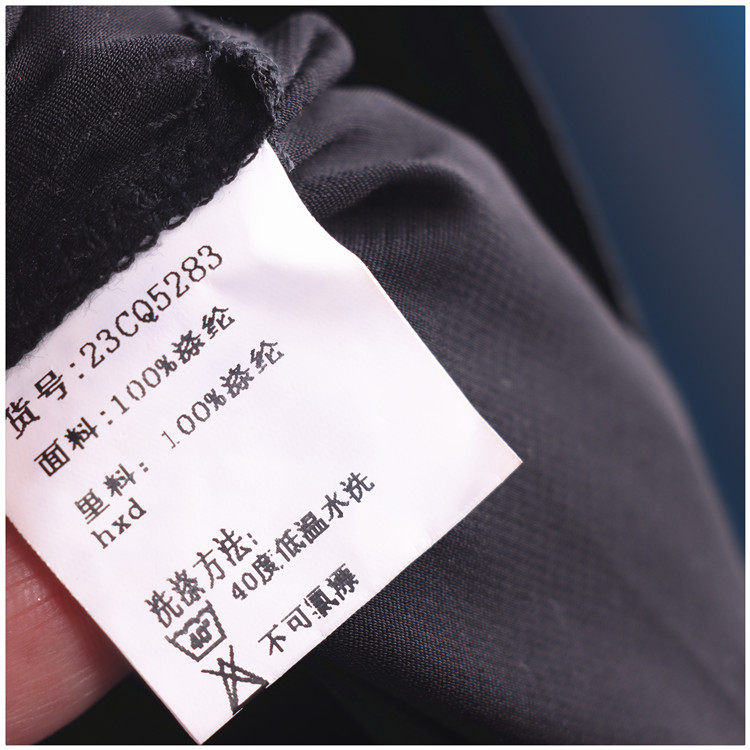 货号:23CQ5283
面料:100%涤纶
里料: 100%涤纶
hxd
洗涤方法:
40° 40度低温水洗
不可氯漂